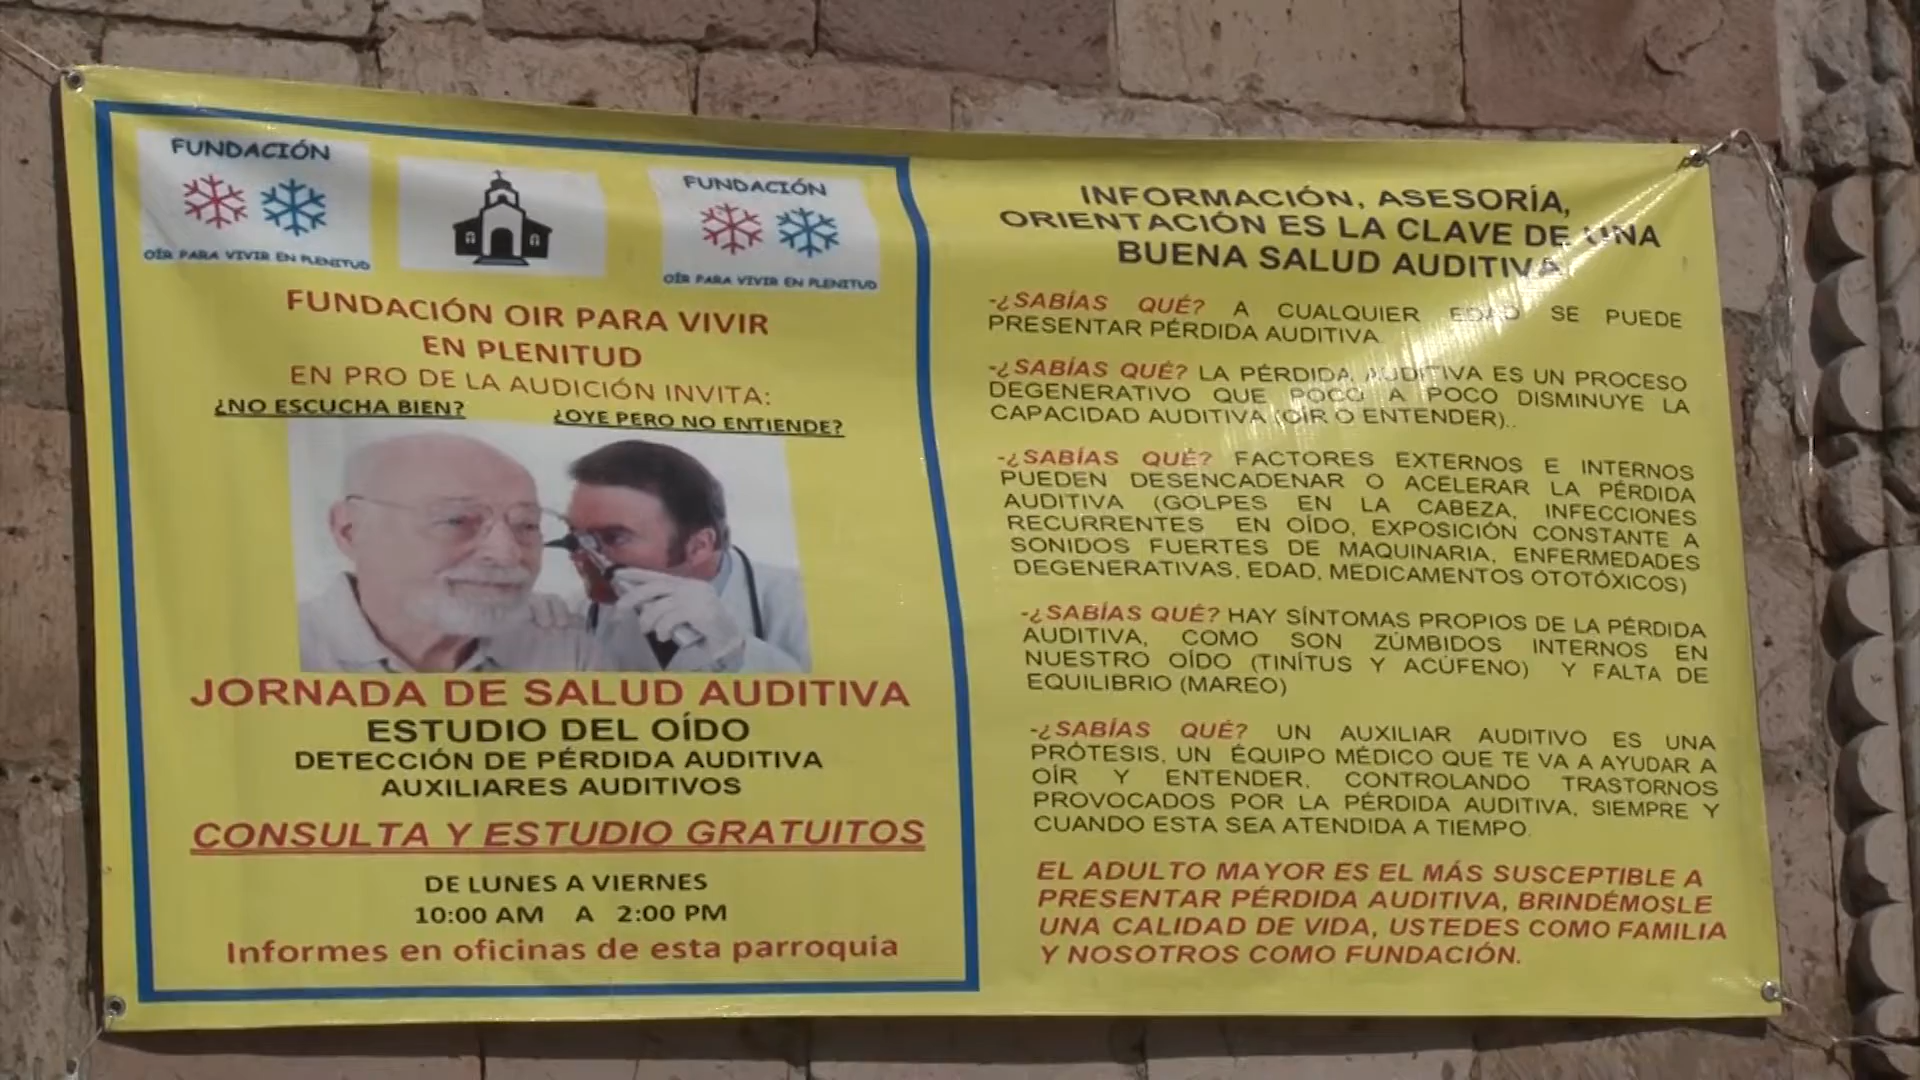 FUNDACIÓN
OÍR PARA VIVIR EN PLENITUD
FUNDACIÓN
OÍR PARA VIVIR EN PLENITUD
FUNDACIÓN OIR PARA VIVIR
EN PLENITUD
EN PRO DE LA AUDICIÓN INVITA:
¿NO ESCUCHA BIEN?
¿OYE PERO NO ENTIENDE?
JORNADA DE SALUD AUDITIVA
ESTUDIO DEL OÍDO
DETECCIÓN DE PÉRDIDA AUDITIVA
AUXILIARES AUDITIVOS
CONSULTA Y ESTUDIO GRATUITOS
DE LUNES A VIERNES
10:00 AM A 2:00 PM
Informes en oficinas de esta parroquia
INFORMACIÓN, ASESORÍA,
ORIENTACIÓN ES LA CLAVE DE UNA
BUENA SALUD AUDITIVA
-¿SABÍAS QUÉ? A CUALQUIER EDAD SE PUEDE
PRESENTAR PÉRDIDA AUDITIVA.
-¿SABÍAS QUÉ? LA PÉRDIDA AUDITIVA ES UN PROCESO
DEGENERATIVO QUE POCO A POCO DISMINUYE LA
CAPACIDAD AUDITIVA (OÍR O ENTENDER)..
-¿SABÍAS QUÉ? FACTORES EXTERNOS E INTERNOS
PUEDEN DESENCADENAR O ACELERAR LA PÉRDIDA
AUDITIVA (GOLPES EN LA CABEZA, INFECCIONES
RECURRENTES EN OÍDO, EXPOSICIÓN CONSTANTE A
SONIDOS FUERTES DE MAQUINARIA, ENFERMEDADES
DEGENERATIVAS, EDAD, MEDICAMENTOS OTOTÓXICOS)
-¿SABÍAS QUÉ? HAY SÍNTOMAS PROPIOS DE LA PÉRDIDA
AUDITIVA, COMO SON ZÚMBIDOS INTERNOS EN
NUESTRO OÍDO (TINÍTUS Y ACÚFENO) Y FALTA DE
EQUILIBRIO (MAREO)
-¿SABÍAS QUÉ? UN AUXILIAR AUDITIVO ES UNA
PRÓTESIS, UN ÉQUIPO MÉDICO QUE TE VA A AYUDAR A
OÍR Y ENTENDER, CONTROLANDO TRASTORNOS
PROVOCADOS POR LA PÉRDIDA AUDITIVA, SIEMPRE Y
CUANDO ESTA SEA ATENDIDA A TIEMPO.
EL ADULTO MAYOR ES EL MÁS SUSCEPTIBLE A
PRESENTAR PÉRDIDA AUDITIVA, BRINDÉMOSLE
UNA CALIDAD DE VIDA, USTEDES COMO FAMILIA
Y NOSOTROS COMO FUNDACIÓN.